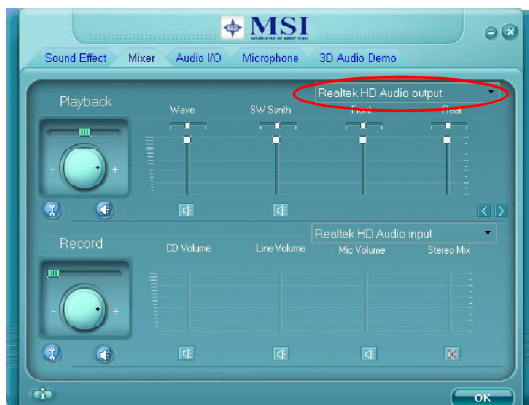 MSI
Sound Effect Mixer Audio I/O Microphone 3D Audio Demo
Realtek HD Audio output
Playback
Wave SW Synth Front Rear
- +
Realtek HD Audio input
Record
CD Volume Line Volume Mic Volume Stereo Mix
- +
OK